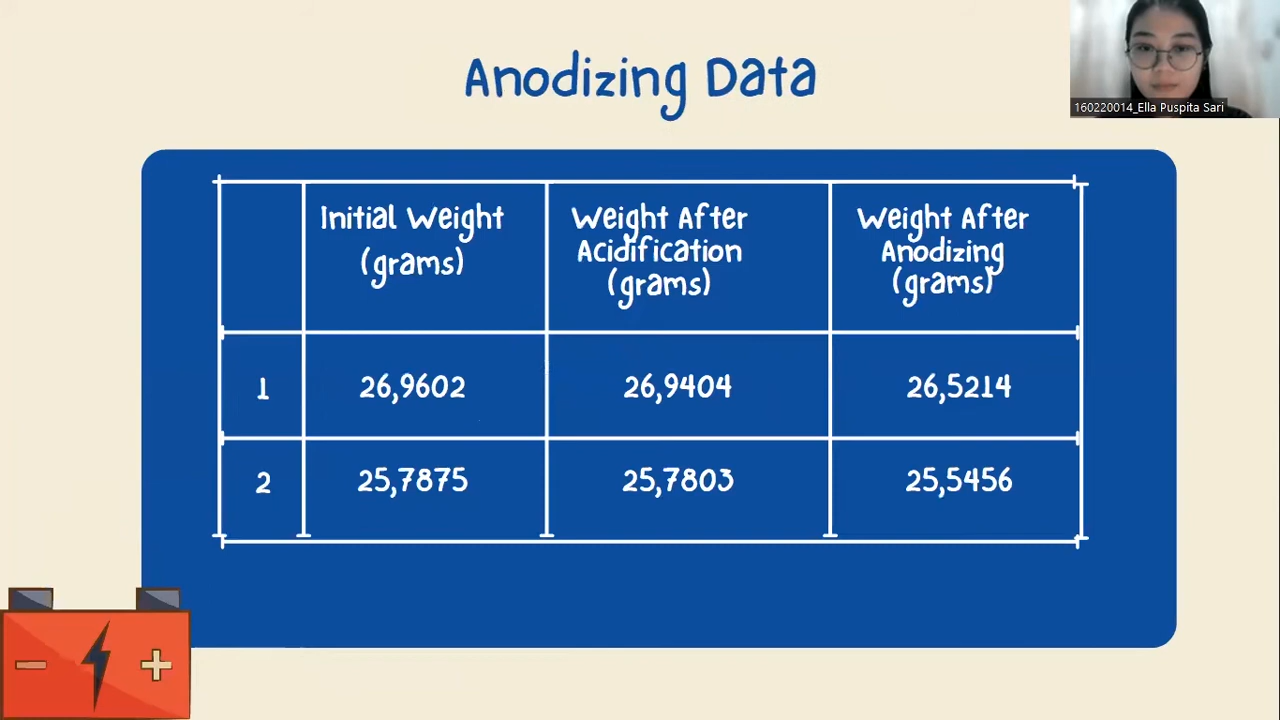 Anodizing Data
160220014_Ella Puspita Sari
Initial Weight
(grams)
Weight After
Acidification
(grams)
Weight After
Anodizing
(grams)
1
26,9602
26,9404
26,5214
2
25,7875
25,7803
25,5456